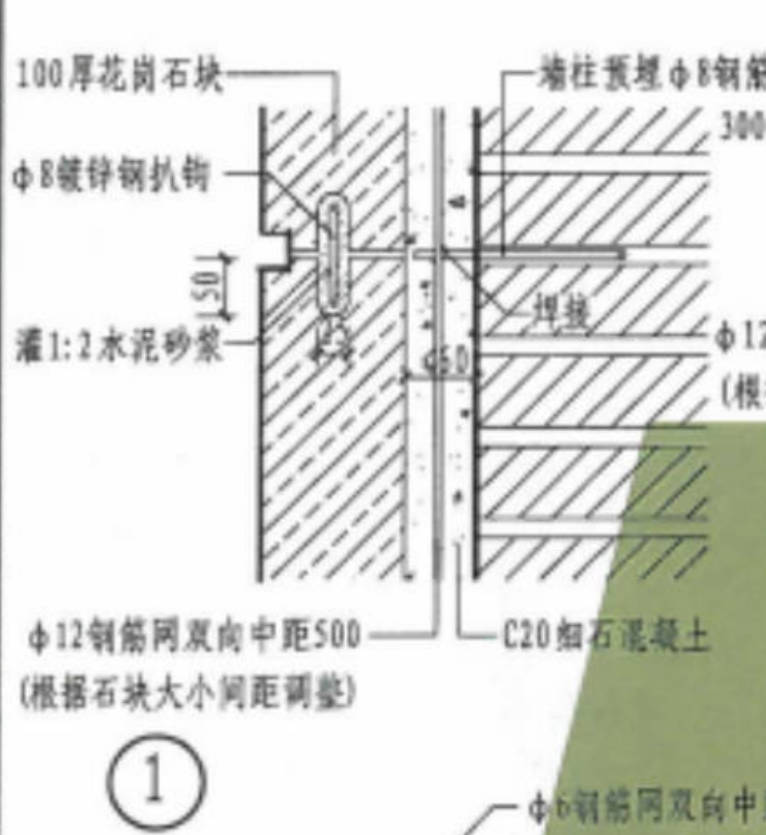 100厚花岗石块
墙柱预埋φ8钢筋
300
φ8镀锌钢扒钩
50
焊接
灌1:2水泥砂浆
φ12
(根
60
φ12钢筋网双向中距500
C20细石混凝土
(根据石块大小间距调整)
1
φ6钢筋网双向中